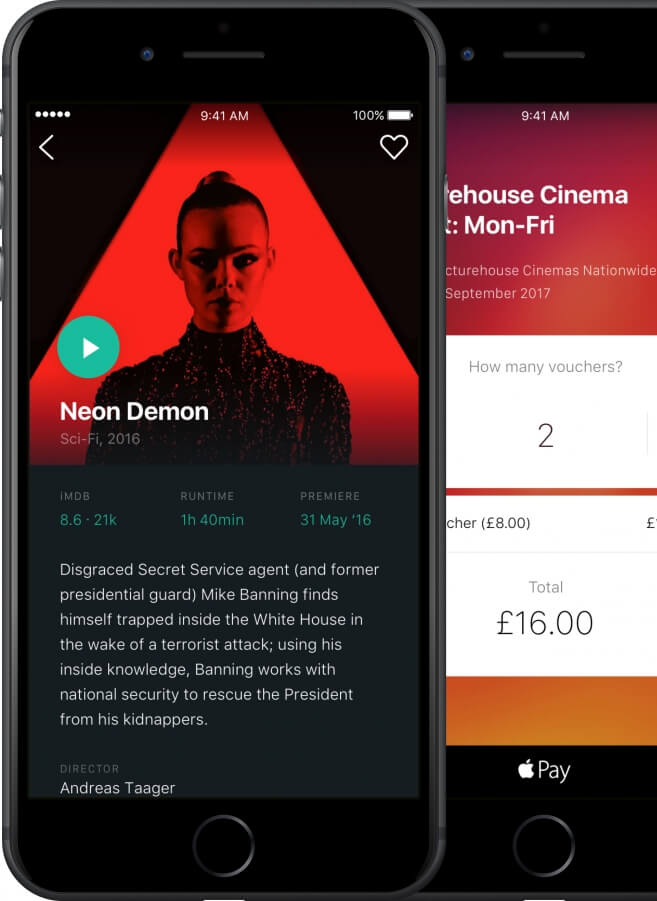 9:41 AM
100%
Neon Demon
Sci-Fi, 2016
iMDB
RUNTIME
PREMIERE
8.6 · 21k
1h 40min
31 May ‘16
Disgraced Secret Service agent (and former
presidential guard) Mike Banning finds
himself trapped inside the White House in
the wake of a terrorist attack; using his
inside knowledge, Banning works with
national security to rescue the President
from his kidnappers.
DIRECTOR
Andreas Taager
9:41 AM
rehouse Cinema
t: Mon-Fri
cturehouse Cinemas Nationwide
September 2017
How many vouchers?
2
cher (£8.00)
£
Total
£16.00
Pay